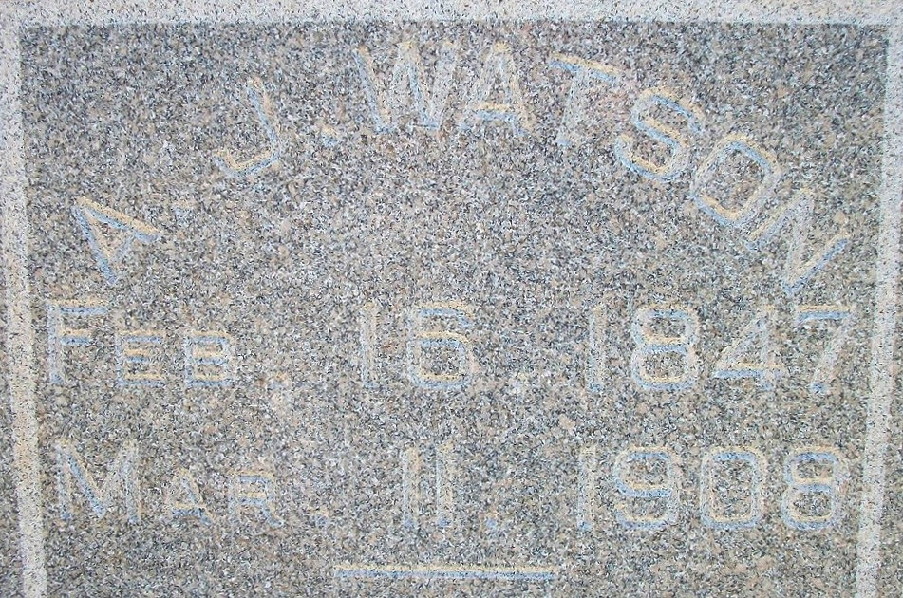 A. J. WATSON
FEB. 16 1847
MAR. 11. 1908